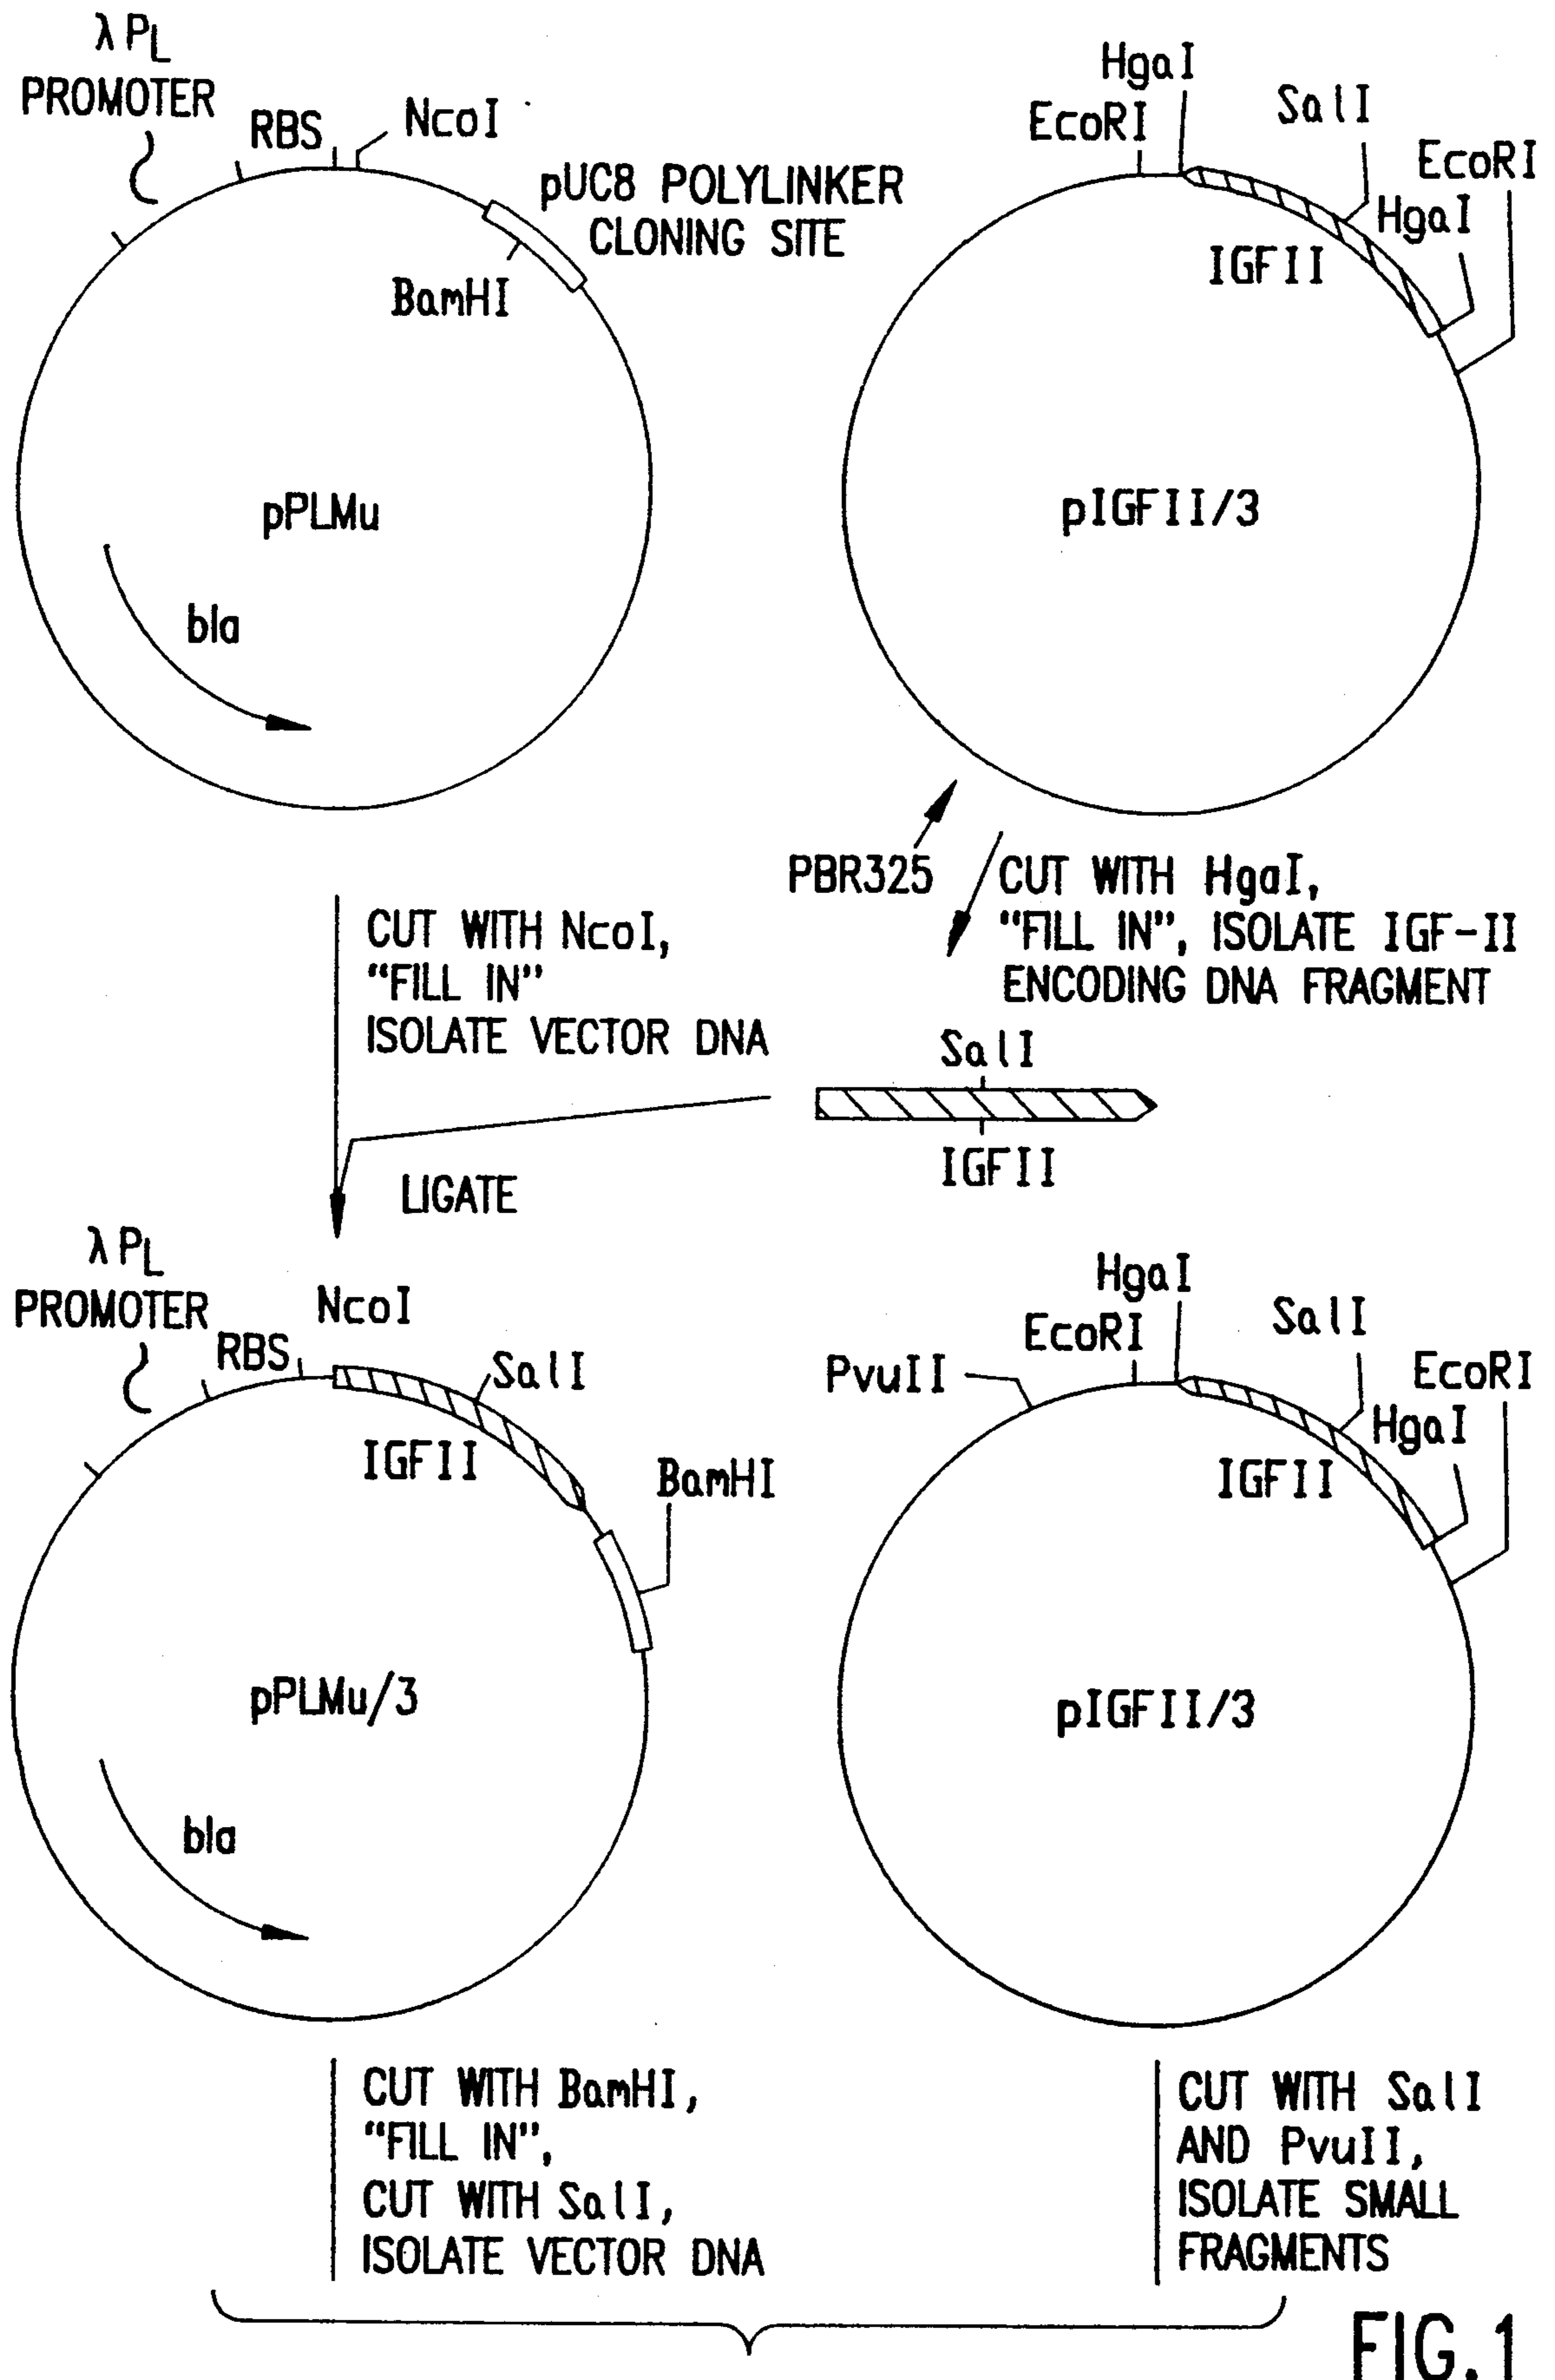 λ PL
PROMOTER
RBS
NcoI
pUC8 POLYLINKER
CLONING SITE
BamHI
pPLMu
bla
HgaI
EcoRI
SalI
EcoRI
HgaI
IGFII
pIGFII/3
PBR325
CUT WITH NcoI,
“FILL IN”
ISOLATE VECTOR DNA
CUT WITH HgaI,
“FILL IN”, ISOLATE IGF-II
ENCODING DNA FRAGMENT
SalI
IGFII
LIGATE
λ PL
PROMOTER
RBS
NcoI
SalI
IGFII
BamHI
pPLMu/3
bla
HgaI
EcoRI
PvuII
SalI
EcoRI
HgaI
IGFII
pIGFII/3
CUT WITH BamHI,
“FILL IN”,
CUT WITH SalI,
ISOLATE VECTOR DNA
CUT WITH SalI
AND PvuII,
ISOLATE SMALL
FRAGMENTS
FIG.1